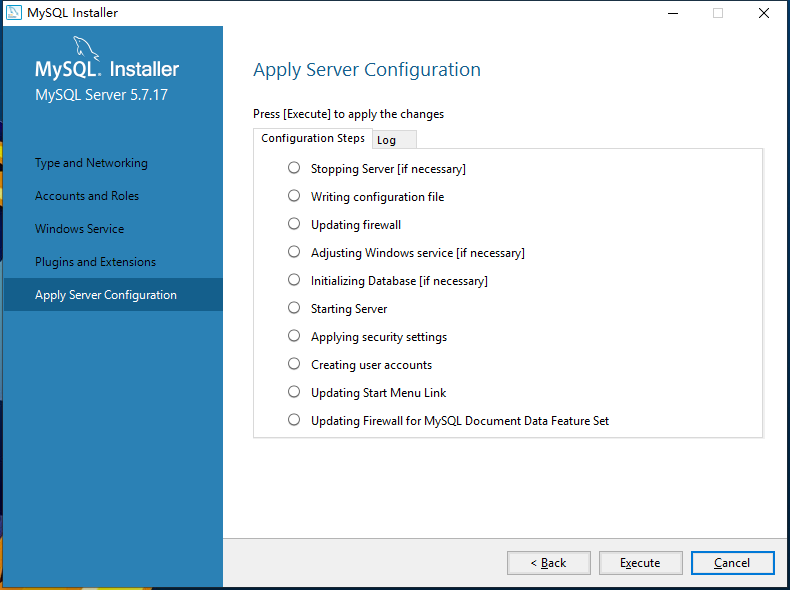 MySQL Installer
MySQL. Installer
MySQL Server 5.7.17
Type and Networking
Accounts and Roles
Windows Service
Plugins and Extensions
Apply Server Configuration
Apply Server Configuration
Press [Execute] to apply the changes
Configuration Steps
Log
Stopping Server [if necessary]
Writing configuration file
Updating firewall
Adjusting Windows service [if necessary]
Initializing Database [if necessary]
Starting Server
Applying security settings
Creating user accounts
Updating Start Menu Link
Updating Firewall for MySQL Document Data Feature Set
< Back
Execute
Cancel